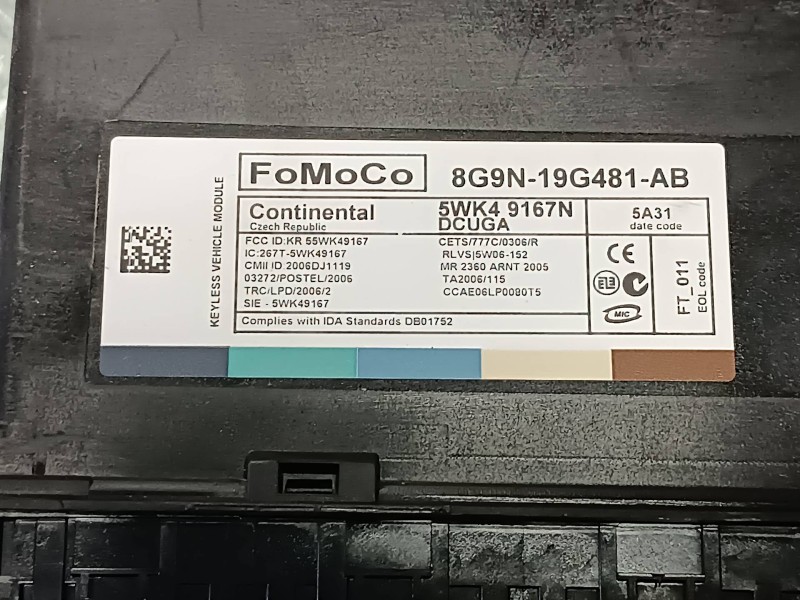 KEYLESS VEHICLE MODULE
FoMoCo
8G9N-19G481-AB
Continental
Czech Republic
5WK4 9167N
DCUGA
5A31
date code
FCC ID:KR 55WK49167
IC:267T-5WK49167
CMII ID 2006DJ1119
03272/POSTEL/2006
TRC/LPD/2006/2
SIE - 5WK49167
CETS/777C/0306/R
RLVS|5W06-152
MR 2360 ARNT 2005
TA2006/115
CCAE06LP0080T5
Complies with IDA Standards DB01752
CE
MIC
FT_011
EOL code